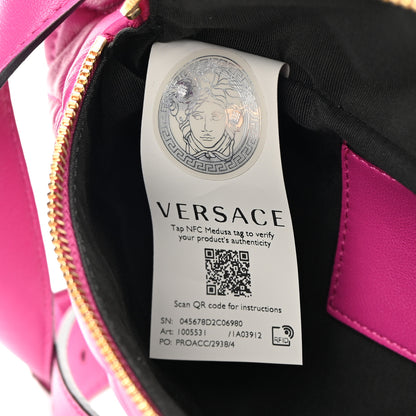 VERSACE
Tap NFC Medusa tag to verify
your product's authenticity
Scan QR code for instructions
SN: 045678D2C06980
Art: 1005531 /1A03912
PO: PROACC/2938/4
RFID